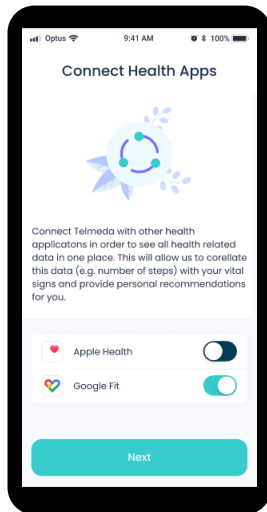 Optus 9:41 AM 100%
Connect Health Apps
Connect Telmeda with other health
applicatons in order to see all health related
data in one place. This will allow us to corellate
this data (e.g. number of steps) with your vital
signs and provide personal recommendations
for you.
Apple Health
Google Fit
Next